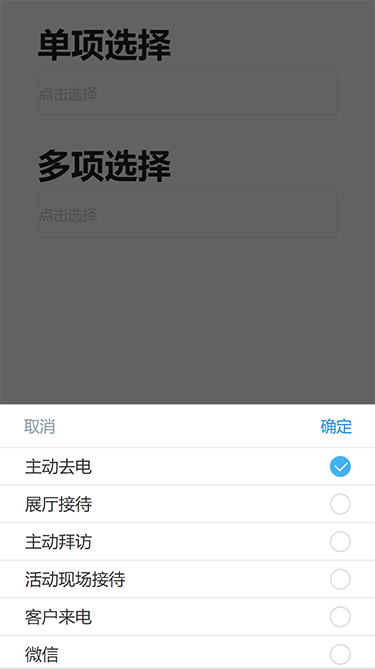 单项选择
点击选择
多项选择
点击选择
取消 确定
主动去电
展厅接待
主动拜访
活动现场接待
客户来电
微信